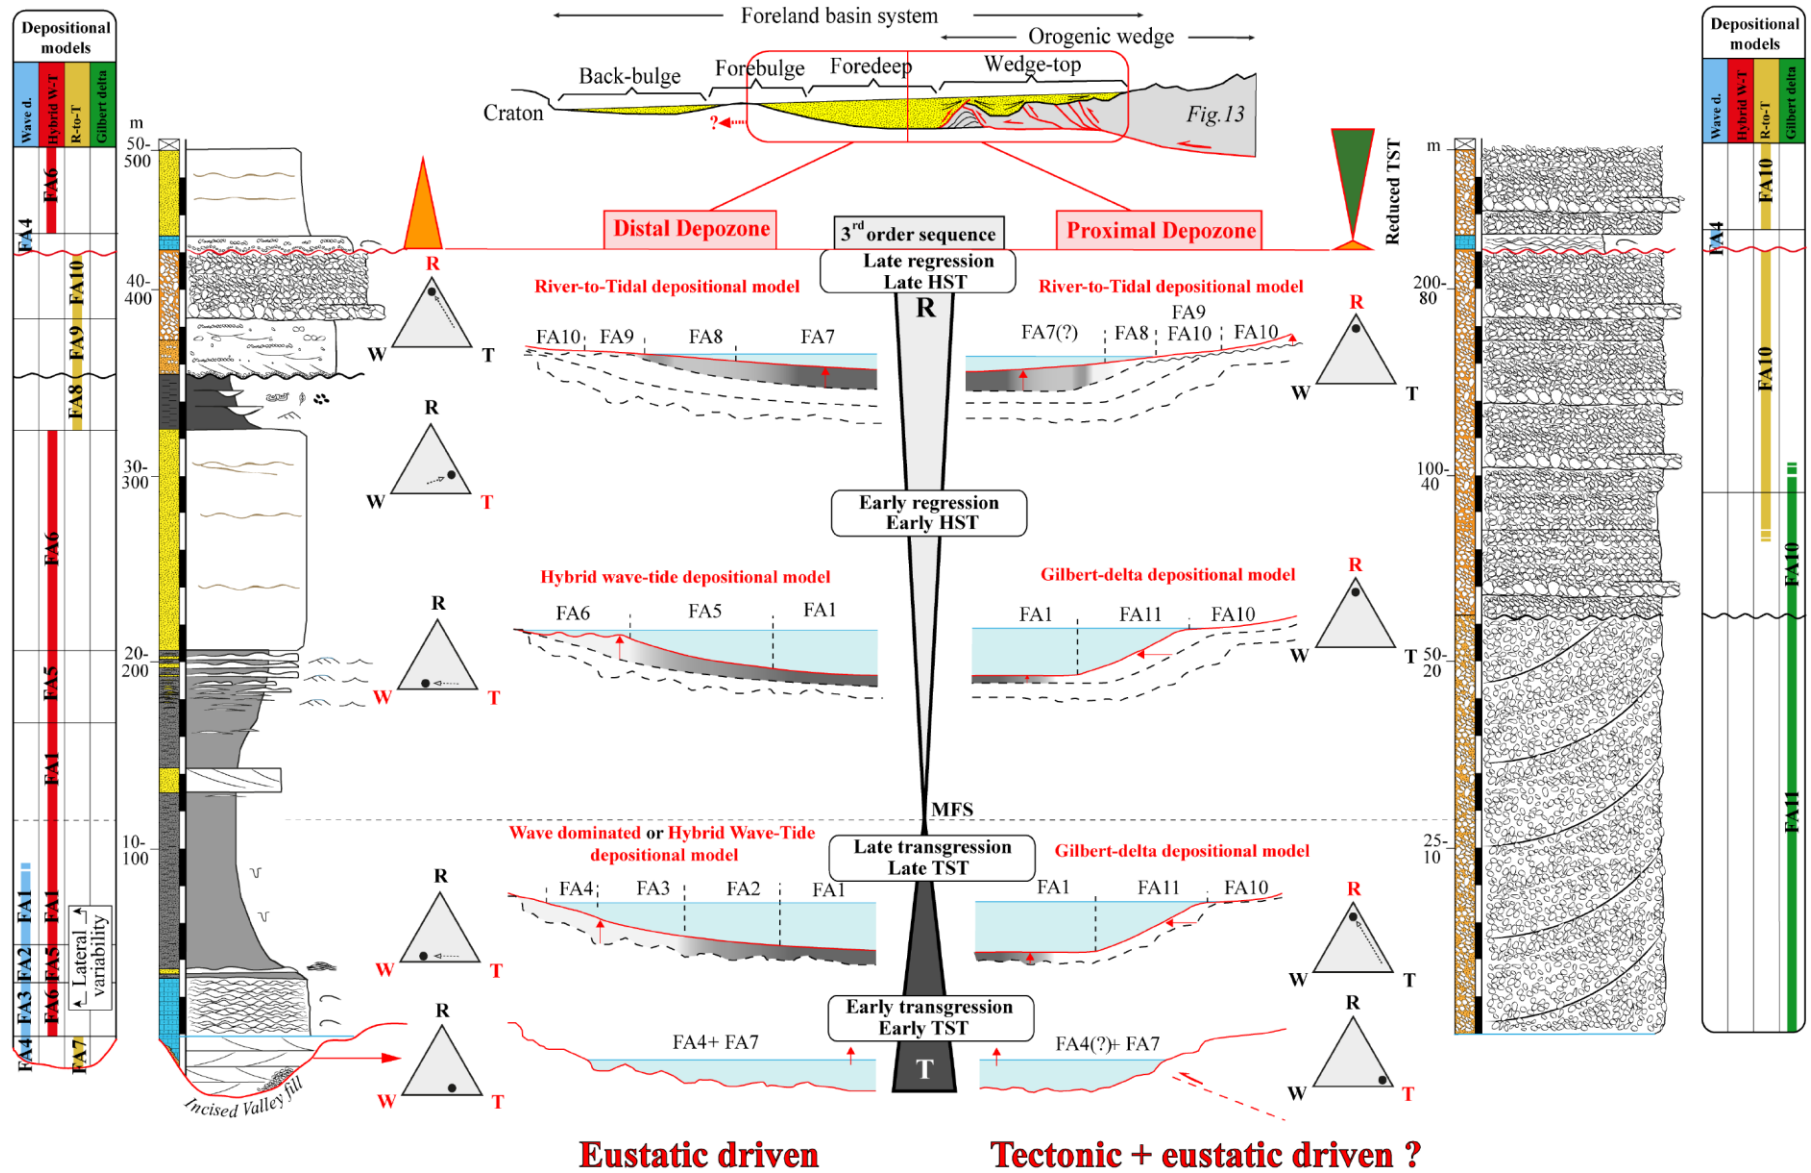 Depositional
models
Wave d.
Hybrid W-T
R-to-T
Gilbert delta
Foreland basin system
Orogenic wedge
Back-bulge
Forebulge
Foredeep
Wedge-top
Craton
?
Fig.13
Depositional
models
Wave d.
Hybrid W-T
R-to-T
Gilbert delta
m
50-
500
40-
400
30-
300
20-
200
10-
100
FA6
FA4
FA10
FA9
FA8
FA6
FA5
FA1
FA1
FA1
FA2
FA5
FA3
FA6
FA4
FA7
Lateral
variability
Incised Valley fill
Distal Depozone
3rd order sequence
Proximal Depozone
Reduced TST
Late regression
Late HST
R
River-to-Tidal depositional model
FA10
FA9
FA8
FA7
River-to-Tidal depositional model
FA7(?)
FA8
FA9
FA10
FA10
R
W
T
R
W
T
R
W
T
Early regression
Early HST
Hybrid wave-tide depositional model
FA6
FA5
FA1
Gilbert-delta depositional model
FA1
FA11
FA10
R
W
T
R
W
T
MFS
Wave dominated or Hybrid Wave-Tide
depositional model
Late transgression
Late TST
Gilbert-delta depositional model
FA4
FA3
FA2
FA1
FA1
FA11
FA10
R
W
T
R
W
T
Early transgression
Early TST
T
FA4+ FA7
FA4(?)+ FA7
R
W
T
R
W
T
m
200-
80
100-
40
50-
20
25-
10
FA10
FA4
FA10
FA10
FA11
Eustatic driven
Tectonic + eustatic driven ?